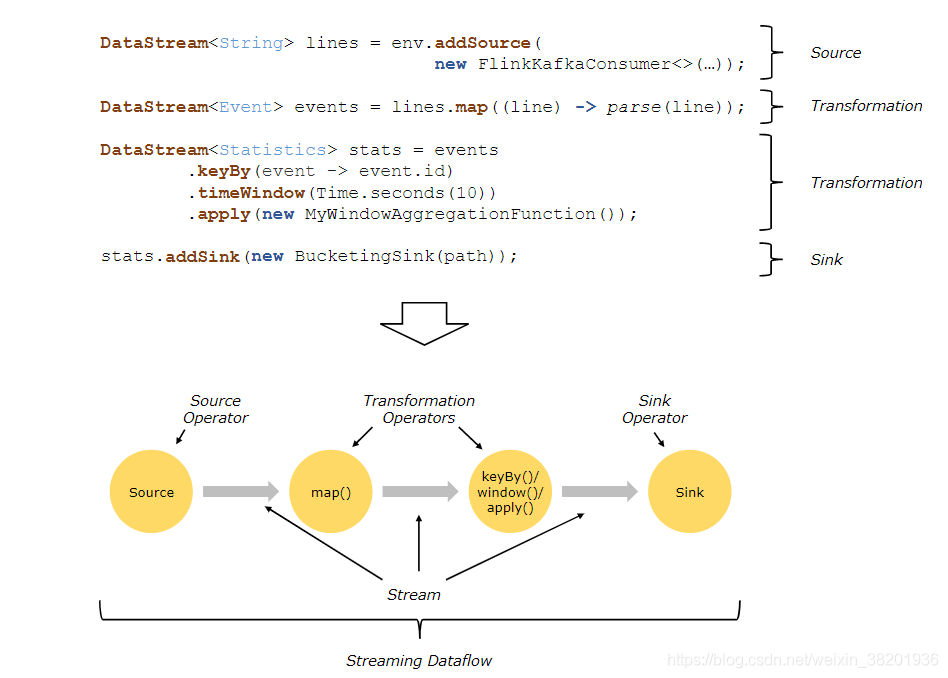 DataStream<String> lines = env.addSource(
new FlinkKafkaConsumer<>(…));
Source
DataStream<Event> events = lines.map((line) -> parse(line));
Transformation
DataStream<Statistics> stats = events
.keyBy(event -> event.id)
.timeWindow(Time.seconds(10))
.apply(new MyWindowAggregationFunction());
Transformation
stats.addSink(new BucketingSink(path));
Sink
Source
Operator
Transformation
Operators
Sink
Operator
Source
map()
keyBy()/
window()/
apply()
Sink
Stream
Streaming Dataflow
https://blog.csdn.net/weixin_38201936